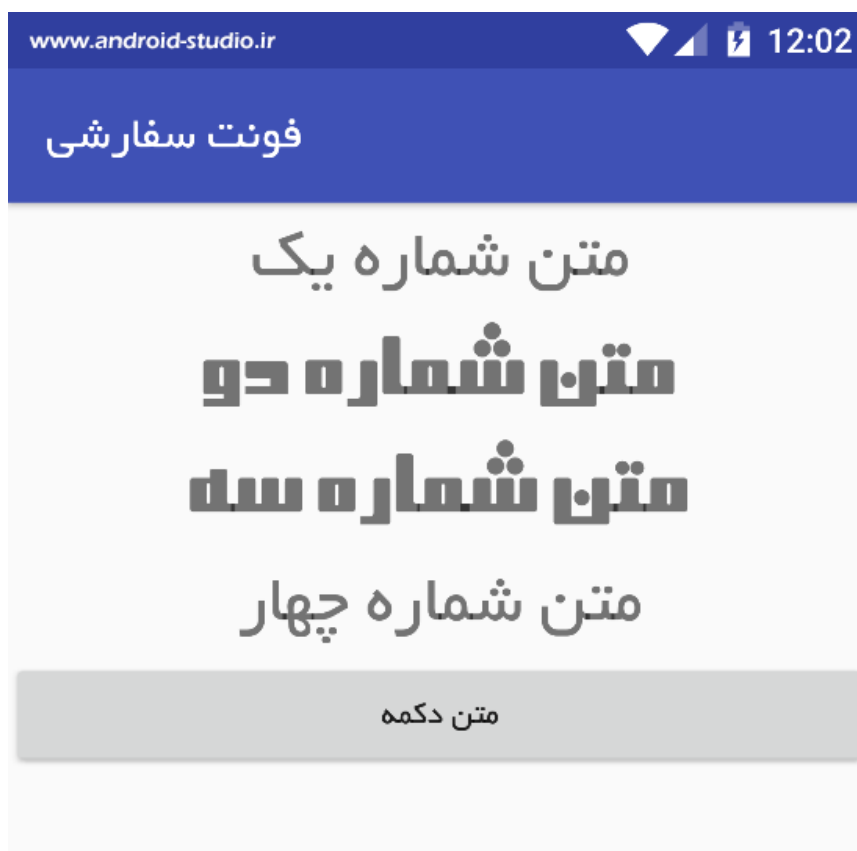 www.android-studio.ir 12:02
فونت سفارشی
متن شماره یک
متن شماره دو
متن شماره سه
متن شماره چهار
متن دکمه